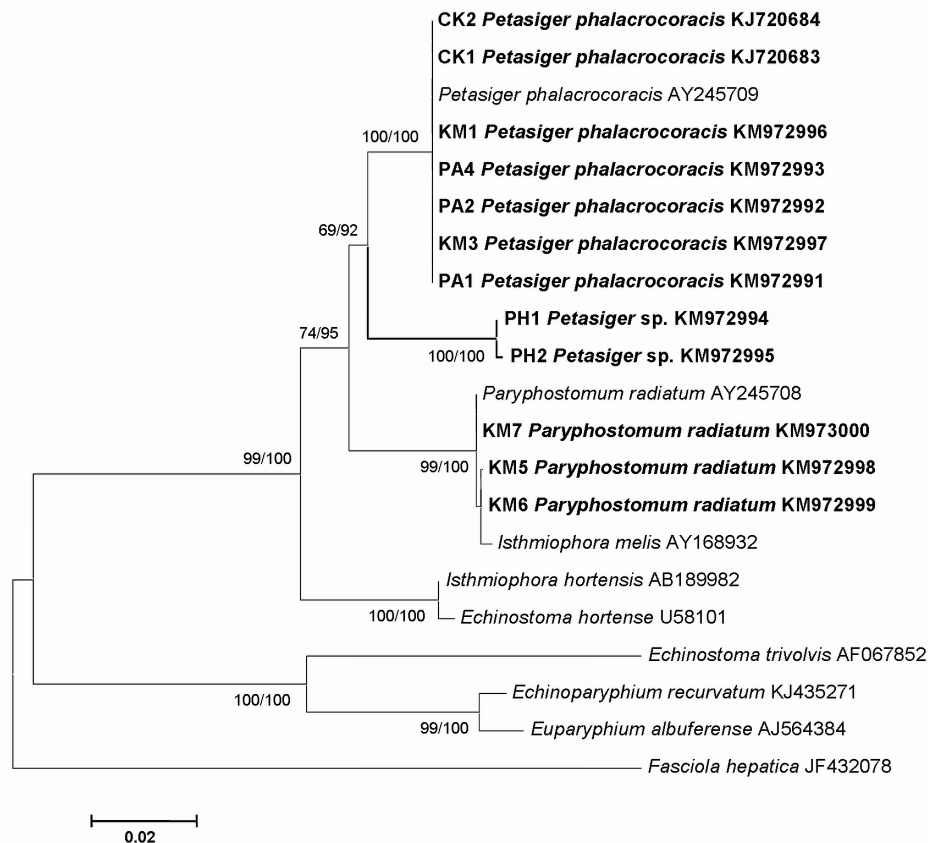 CK2 Petasiger phalacrocoracis KJ720684
CK1 Petasiger phalacrocoracis KJ720683
Petasiger phalacrocoracis AY245709
100/100
KM1 Petasiger phalacrocoracis KM972996
PA4 Petasiger phalacrocoracis KM972993
PA2 Petasiger phalacrocoracis KM972992
69/92
KM3 Petasiger phalacrocoracis KM972997
PA1 Petasiger phalacrocoracis KM972991
PH1 Petasiger sp. KM972994
74/95
100/100
PH2 Petasiger sp. KM972995
Paryphostomum radiatum AY245708
KM7 Paryphostomum radiatum KM973000
99/100
99/100
KM5 Paryphostomum radiatum KM972998
KM6 Paryphostomum radiatum KM972999
Isthmiophora melis AY168932
Isthmiophora hortensis AB189982
100/100
Echinostoma hortense U58101
Echinostoma trivolvis AF067852
100/100
Echinoparyphium recurvatum KJ435271
99/100
Euparyphium albuferense AJ564384
Fasciola hepatica JF432078
0.02